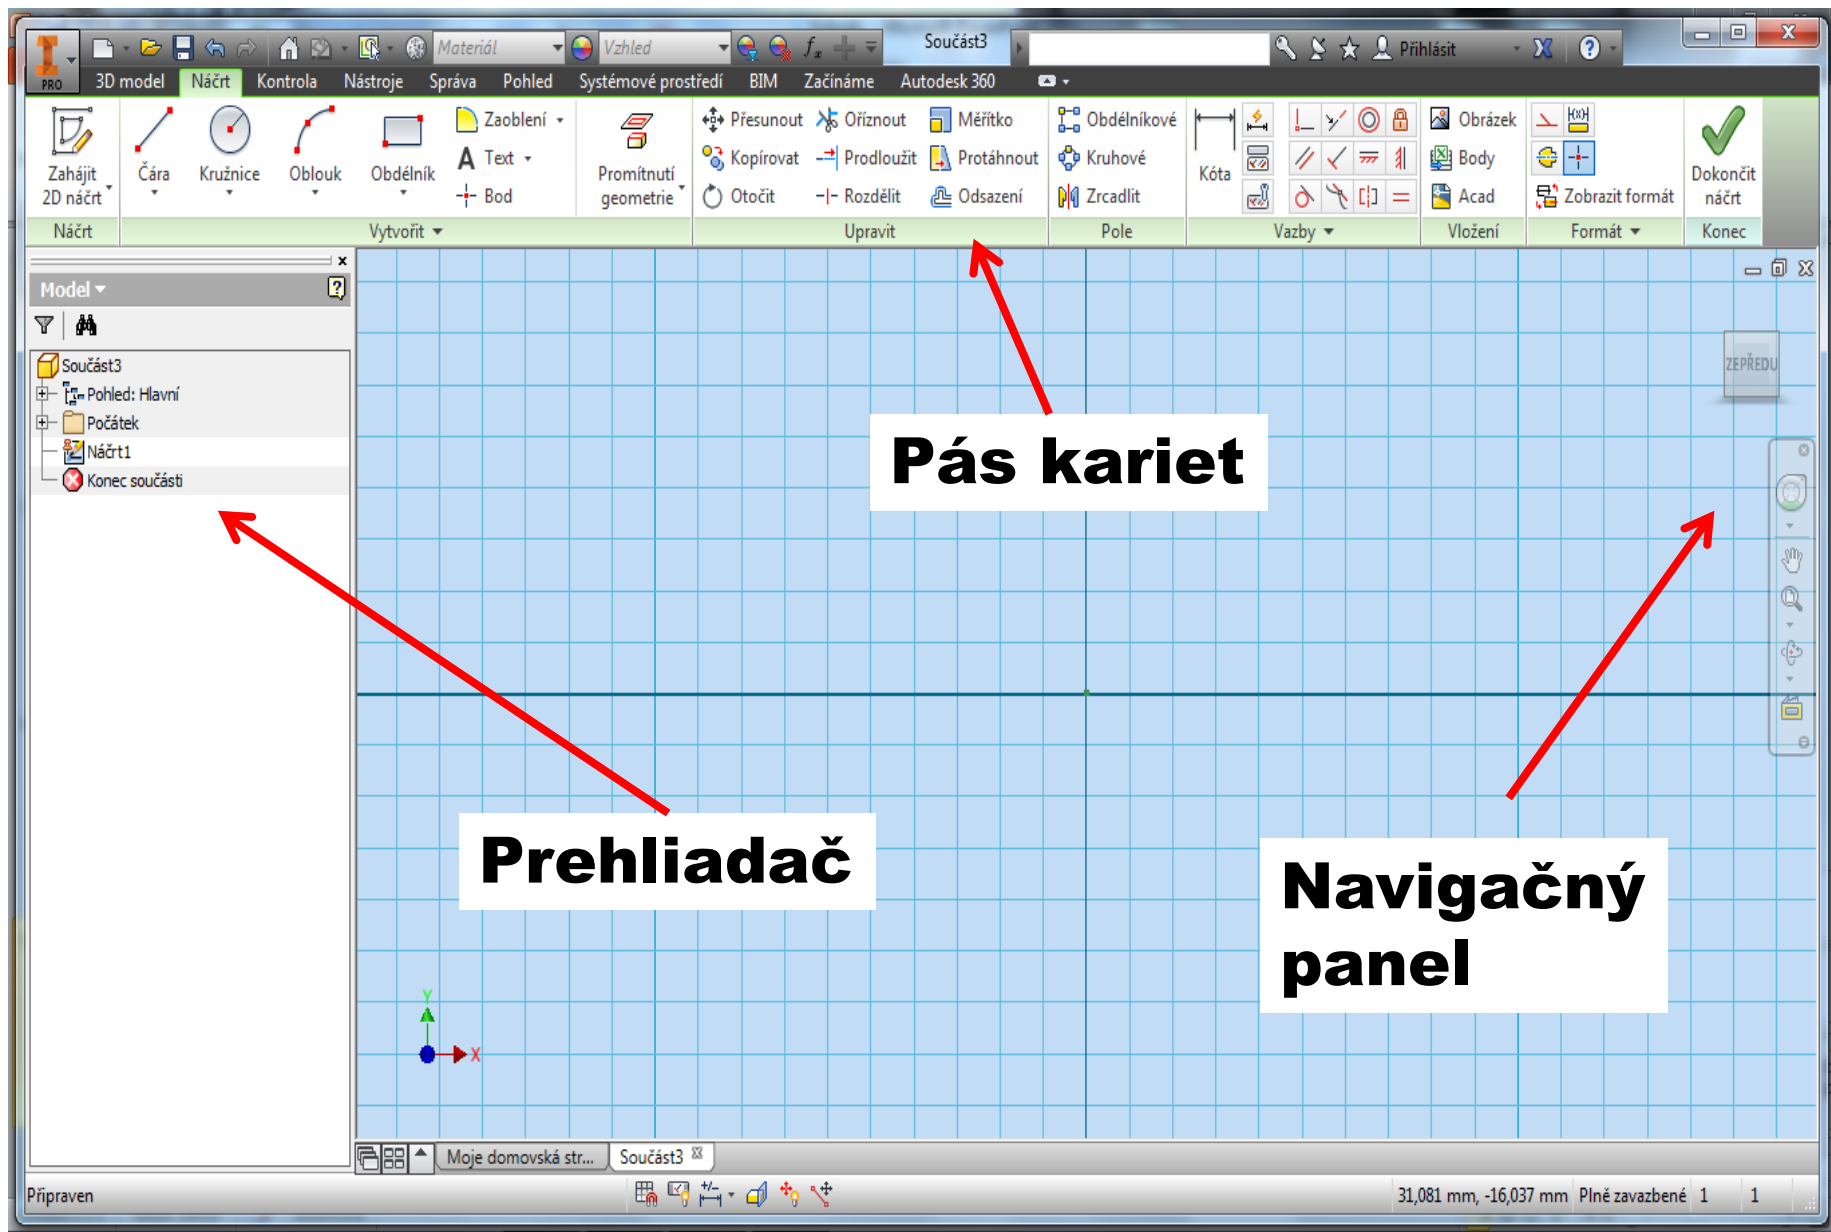 PRO
Materiál
Vzhled
fx
Součást3
Přihlásit
3D model Náčrt Kontrola Nástroje Správa Pohled Systémové prostředí BIM Začínáme Autodesk 360
Zahájit
2D náčrt
Čára
Kružnice
Oblouk
Obdélník
Zaoblení
Text
Bod
Promítnutí
geometrie
Přesunout
Kopírovat
Otočit
Oříznout
Prodloužit
Rozdělit
Měřítko
Protáhnout
Odsazení
Obdélníkové
Kruhové
Zrcadlit
Kóta
Obrázek
Body
Acad
Zobrazit formát
Dokončit
náčrt
Náčrt Vytvořit Upravit Pole Vazby Vložení Formát Konec
Model
Součást3
Pohled: Hlavní
Počátek
Náčrt1
Konec součásti
ZEPŘEDU
Pás kariet
Prehliadač
Navigačný
panel
Y
X
Moje domovská str...
Součást3
Připraven
31,081 mm, -16,037 mm Plně zavazbené 1 1